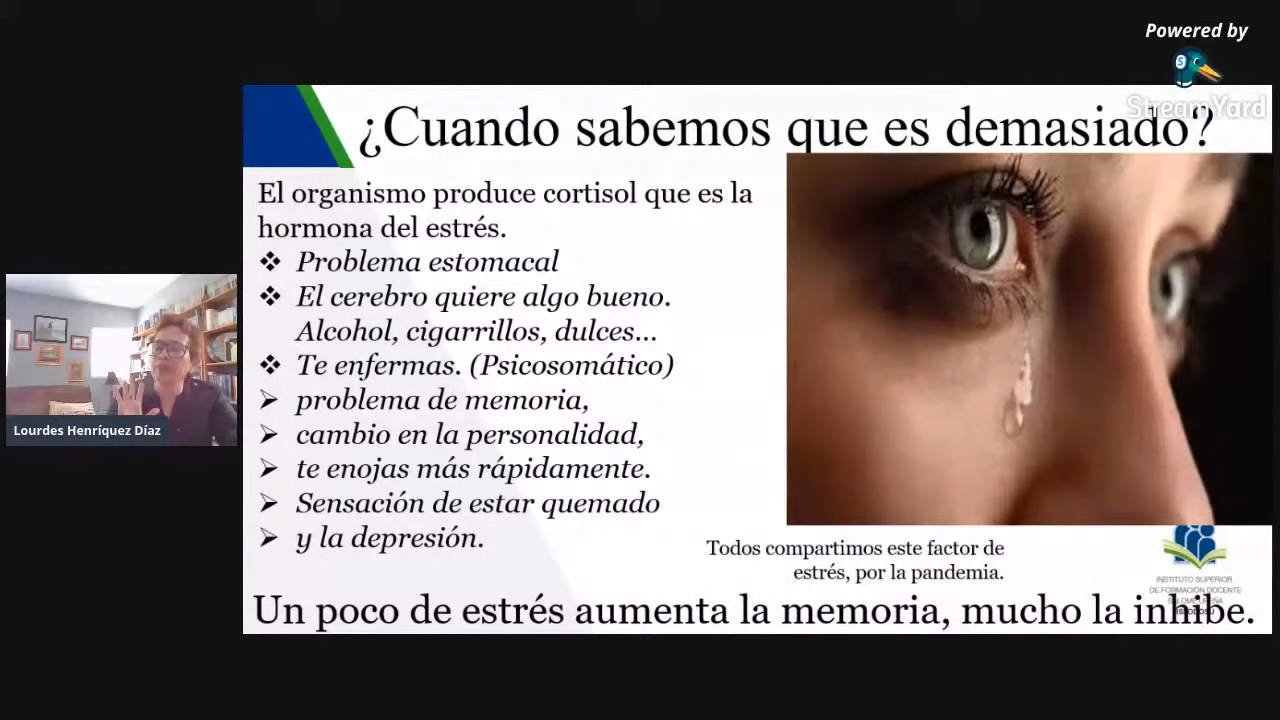 Powered by
StreamYard
¿Cuando sabemos que es demasiado?
El organismo produce cortisol que es la
hormona del estrés.
❖ Problema estomacal
❖ El cerebro quiere algo bueno.
Alcohol, cigarrillos, dulces...
❖ Te enfermas. (Psicosomático)
➢ problema de memoria,
➢ cambio en la personalidad,
➢ te enojas más rápidamente.
➢ Sensación de estar quemado
➢ y la depresión.
Lourdes Henríquez Díaz
Todos compartimos este factor de
estrés, por la pandemia.
INSTITUTO SUPERIOR
DE FORMACIÓN DOCENTE
Un poco de estrés aumenta la memoria, mucho la inhibe.